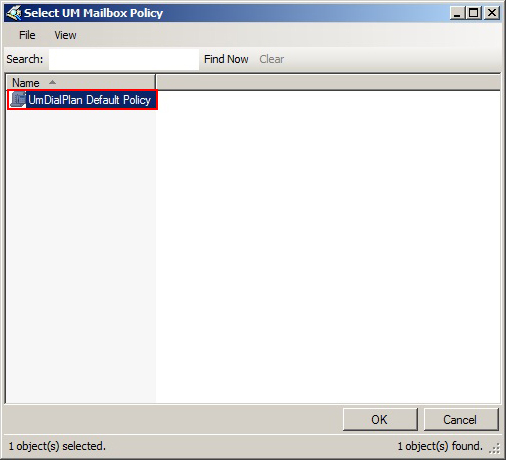 Select UM Mailbox Policy
File View
Search: Find Now Clear
Name
UmDialPlan Default Policy
OK Cancel
1 object(s) selected. 1 object(s) found.